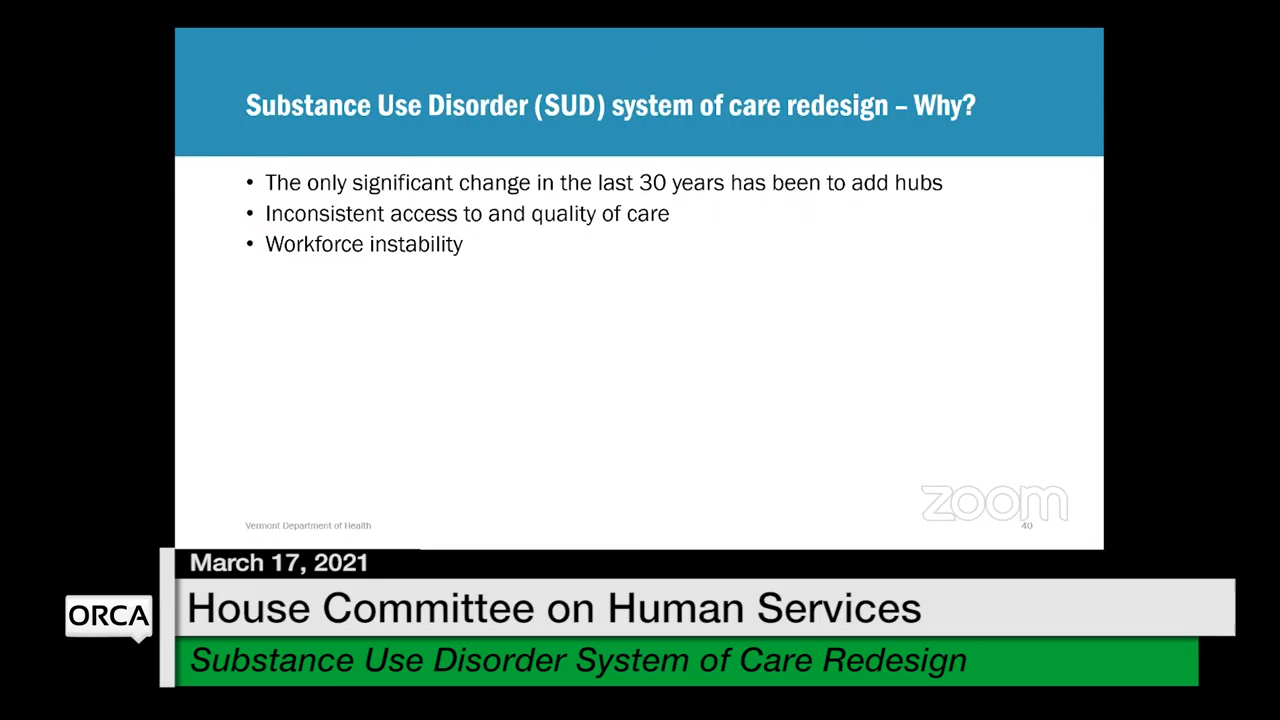 Substance Use Disorder (SUD) system of care redesign – Why?
• The only significant change in the last 30 years has been to add hubs
• Inconsistent access to and quality of care
• Workforce instability
zoom
Vermont Department of Health
40
March 17, 2021
House Committee on Human Services
ORCA
Substance Use Disorder System of Care Redesign